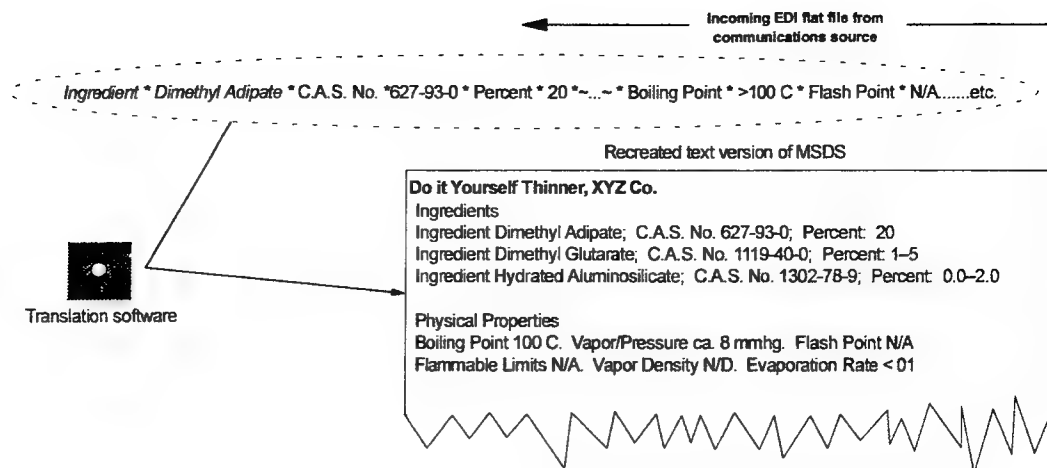 Incoming EDI flat file from
communications source
Ingredient * Dimethyl Adipate * C.A.S. No. *627-93-0 * Percent * 20 *~...~ * Boiling Point * >100 C * Flash Point * N/A.......etc.
Recreated text version of MSDS
Do it Yourself Thinner, XYZ Co.
Ingredients
Ingredient Dimethyl Adipate; C.A.S. No. 627-93-0; Percent: 20
Ingredient Dimethyl Glutarate; C.A.S. No. 1119-40-0; Percent: 1–5
Ingredient Hydrated Aluminosilicate; C.A.S. No. 1302-78-9; Percent: 0.0–2.0
Translation software
Physical Properties
Boiling Point 100 C. Vapor/Pressure ca. 8 mmhg. Flash Point N/A
Flammable Limits N/A. Vapor Density N/D. Evaporation Rate < 01